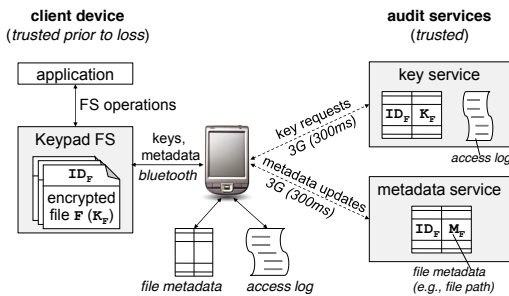 client device
(trusted prior to loss)
application
FS operations
Keypad FS
ID_F
encrypted
file F (K_F)
keys,
metadata
bluetooth
file metadata
access log
key requests
3G (300ms)
metadata updates
3G (300ms)
audit services
(trusted)
key service
ID_F K_F
access log
metadata service
ID_F M_F
file metadata
(e.g., file path)